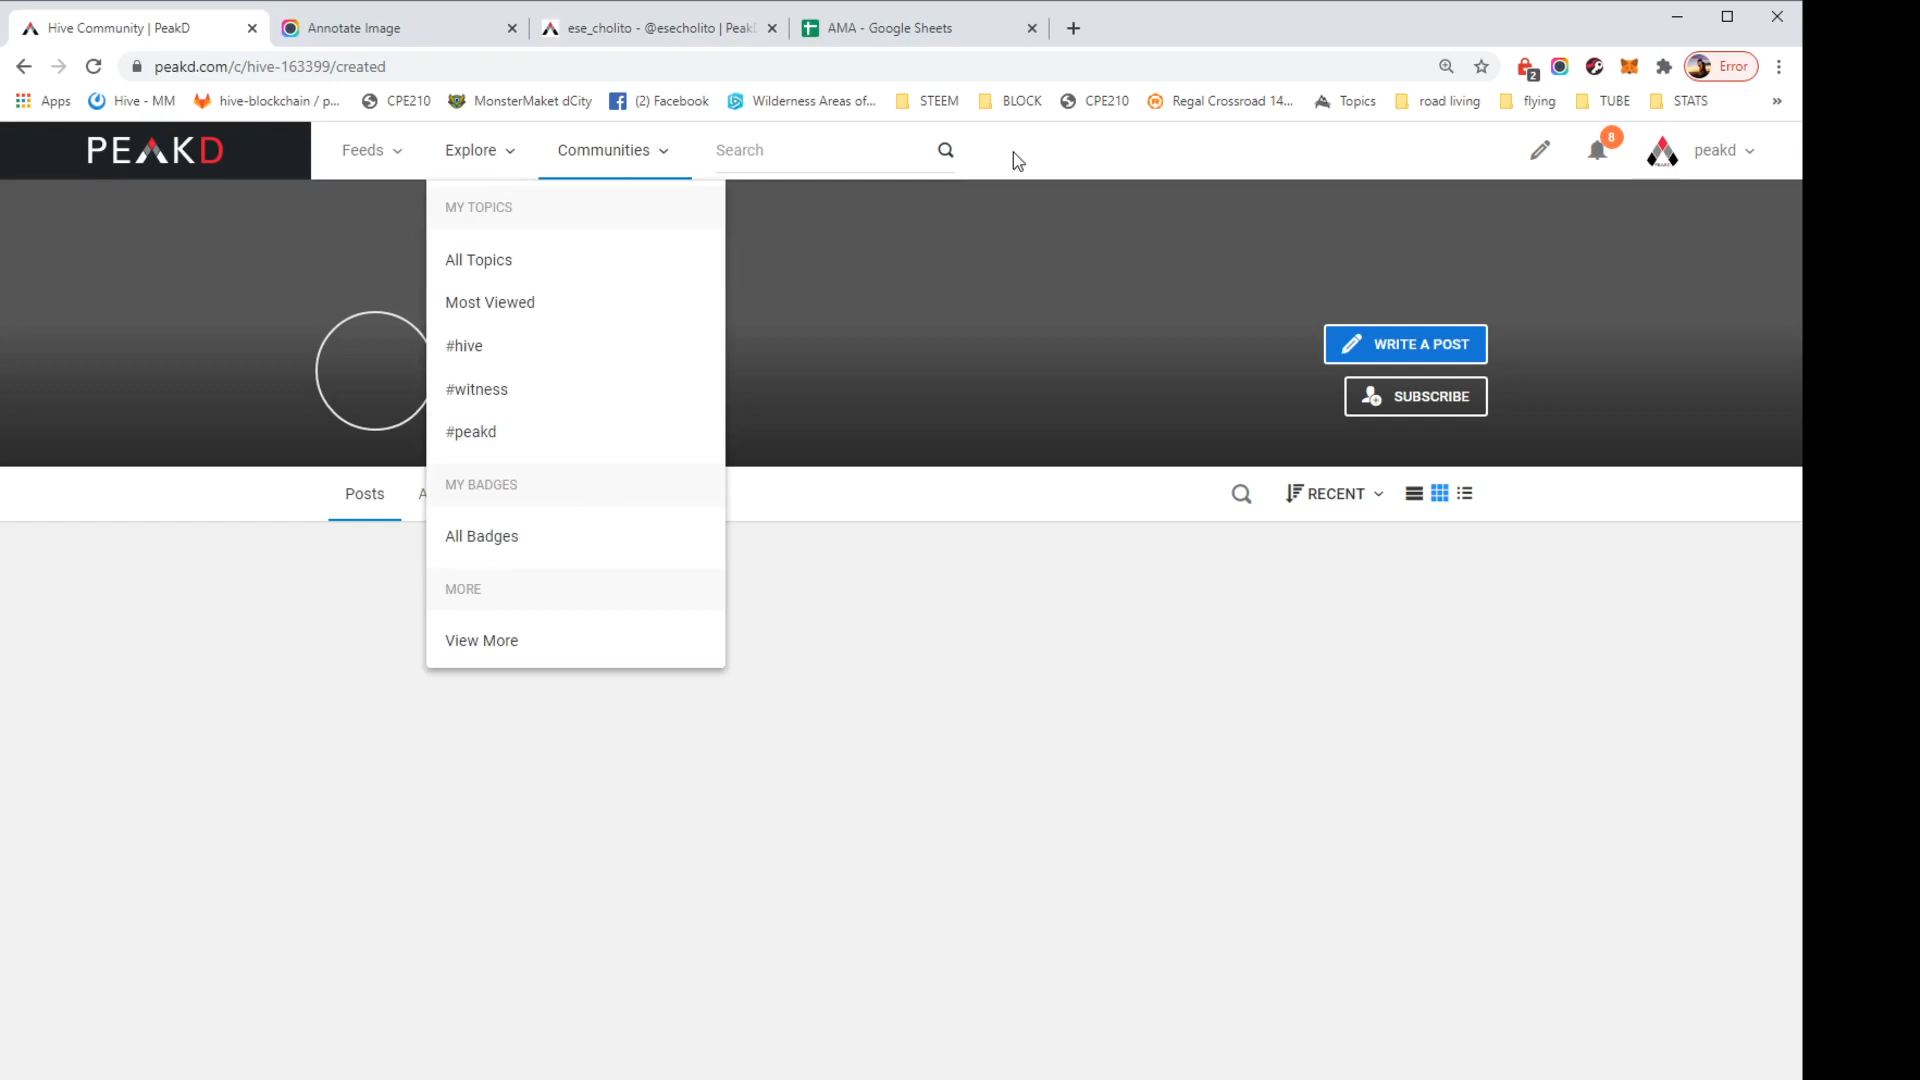 Hive Community | PeakD
Annotate Image
ese_cholito - @esecholito | Peak
AMA - Google Sheets
peakd.com/c/hive-163399/created
2
Error
Apps
Hive - MM
hive-blockchain / p...
CPE210
MonsterMaket dCity
(2) Facebook
Wilderness Areas of...
STEEM
BLOCK
CPE210
Regal Crossroad 14...
Topics
road living
flying
TUBE
STATS
»
PEAKD
Feeds
Explore
Communities
Search
8
peakd
MY TOPICS
All Topics
Most Viewed
#hive
#witness
#peakd
WRITE A POST
SUBSCRIBE
MY BADGES
All Badges
MORE
View More
Posts
RECENT